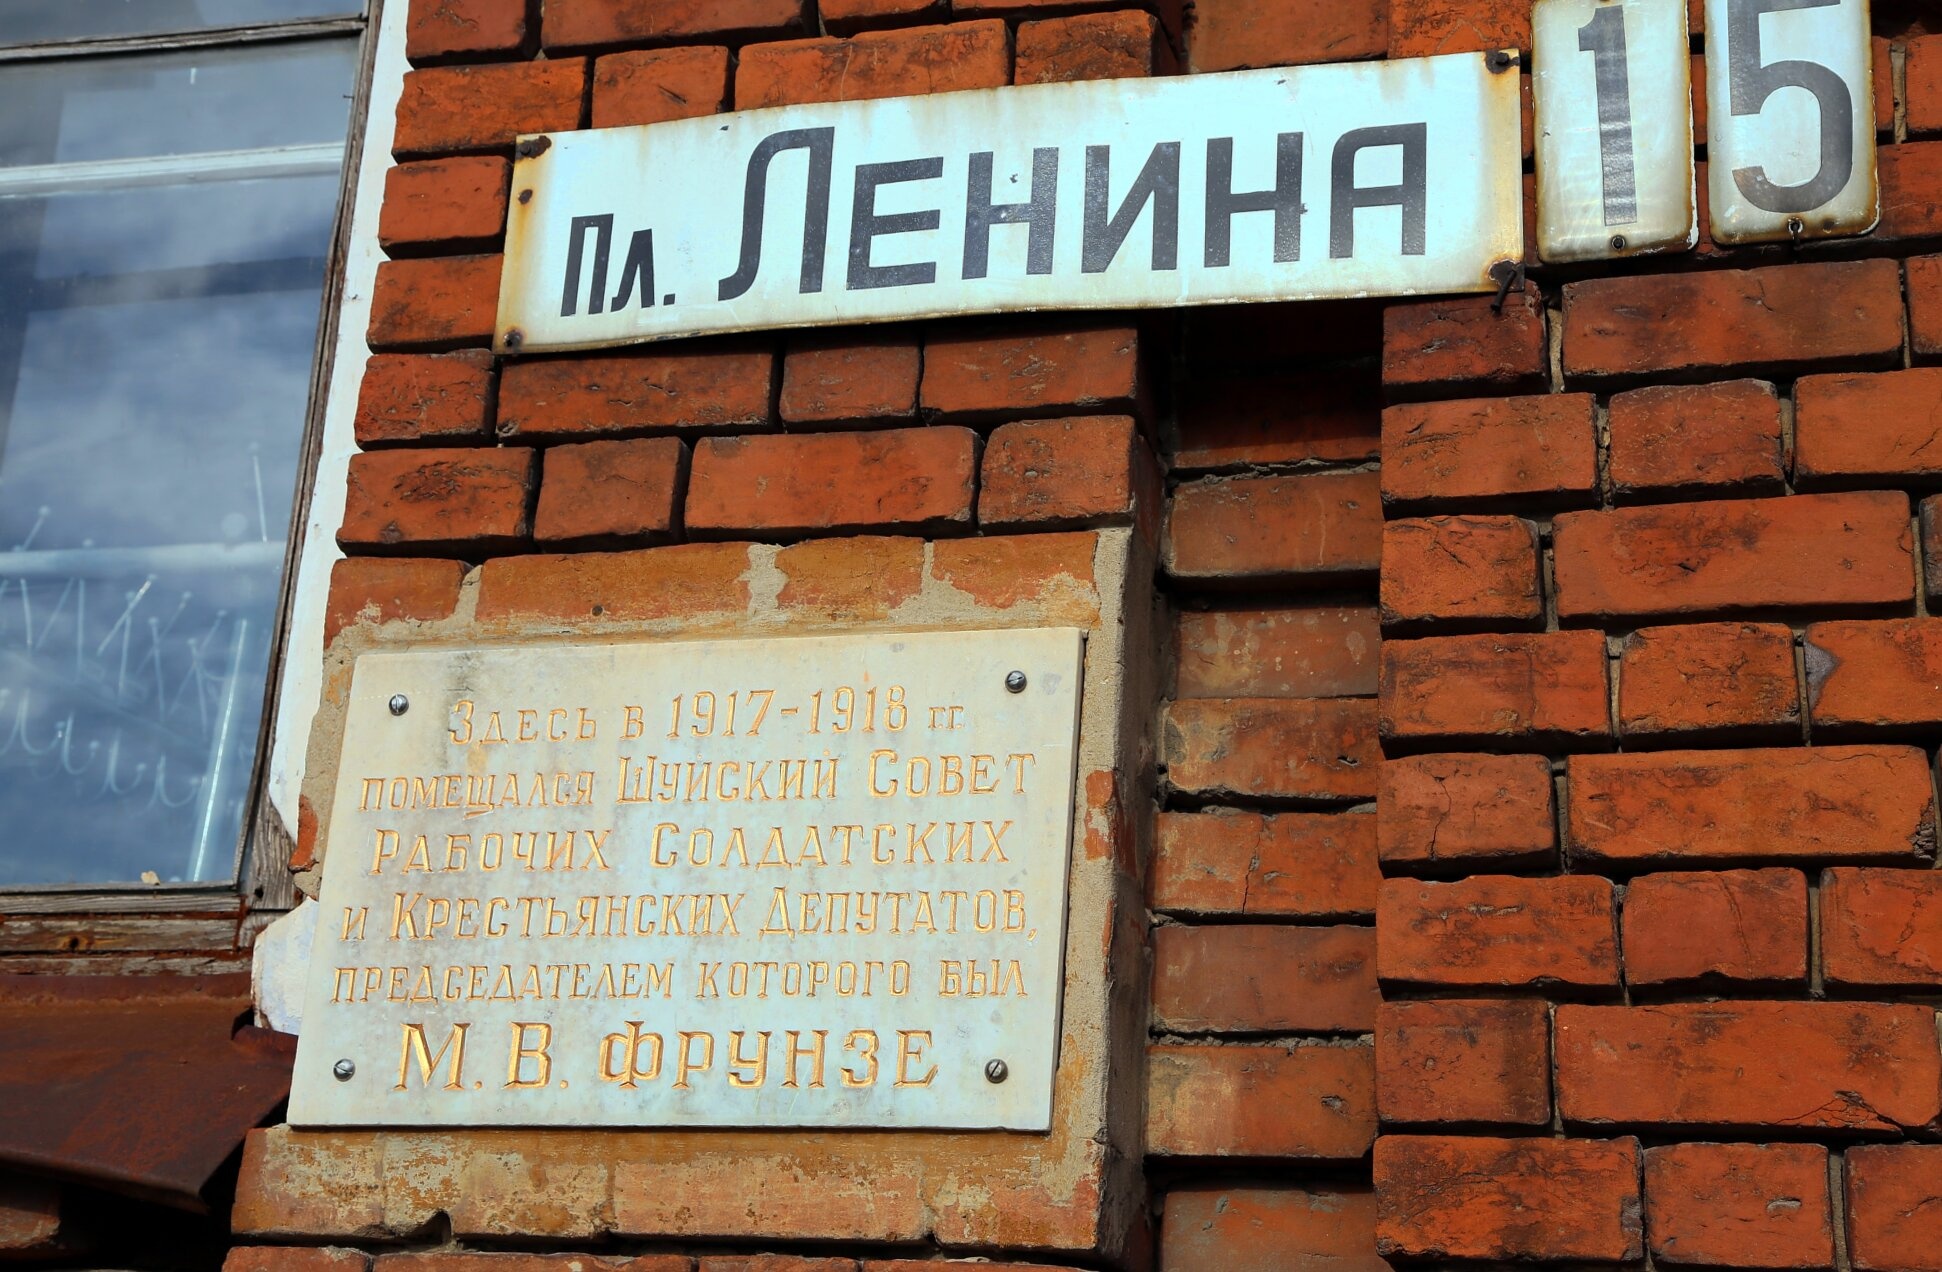 Пл. Ленина 15
Здесь в 1917-1918 гг.
помещался Шуйский Совет
Рабочих Солдатских
и Крестьянских Депутатов,
председателем которого был
М. В. Фрунзе